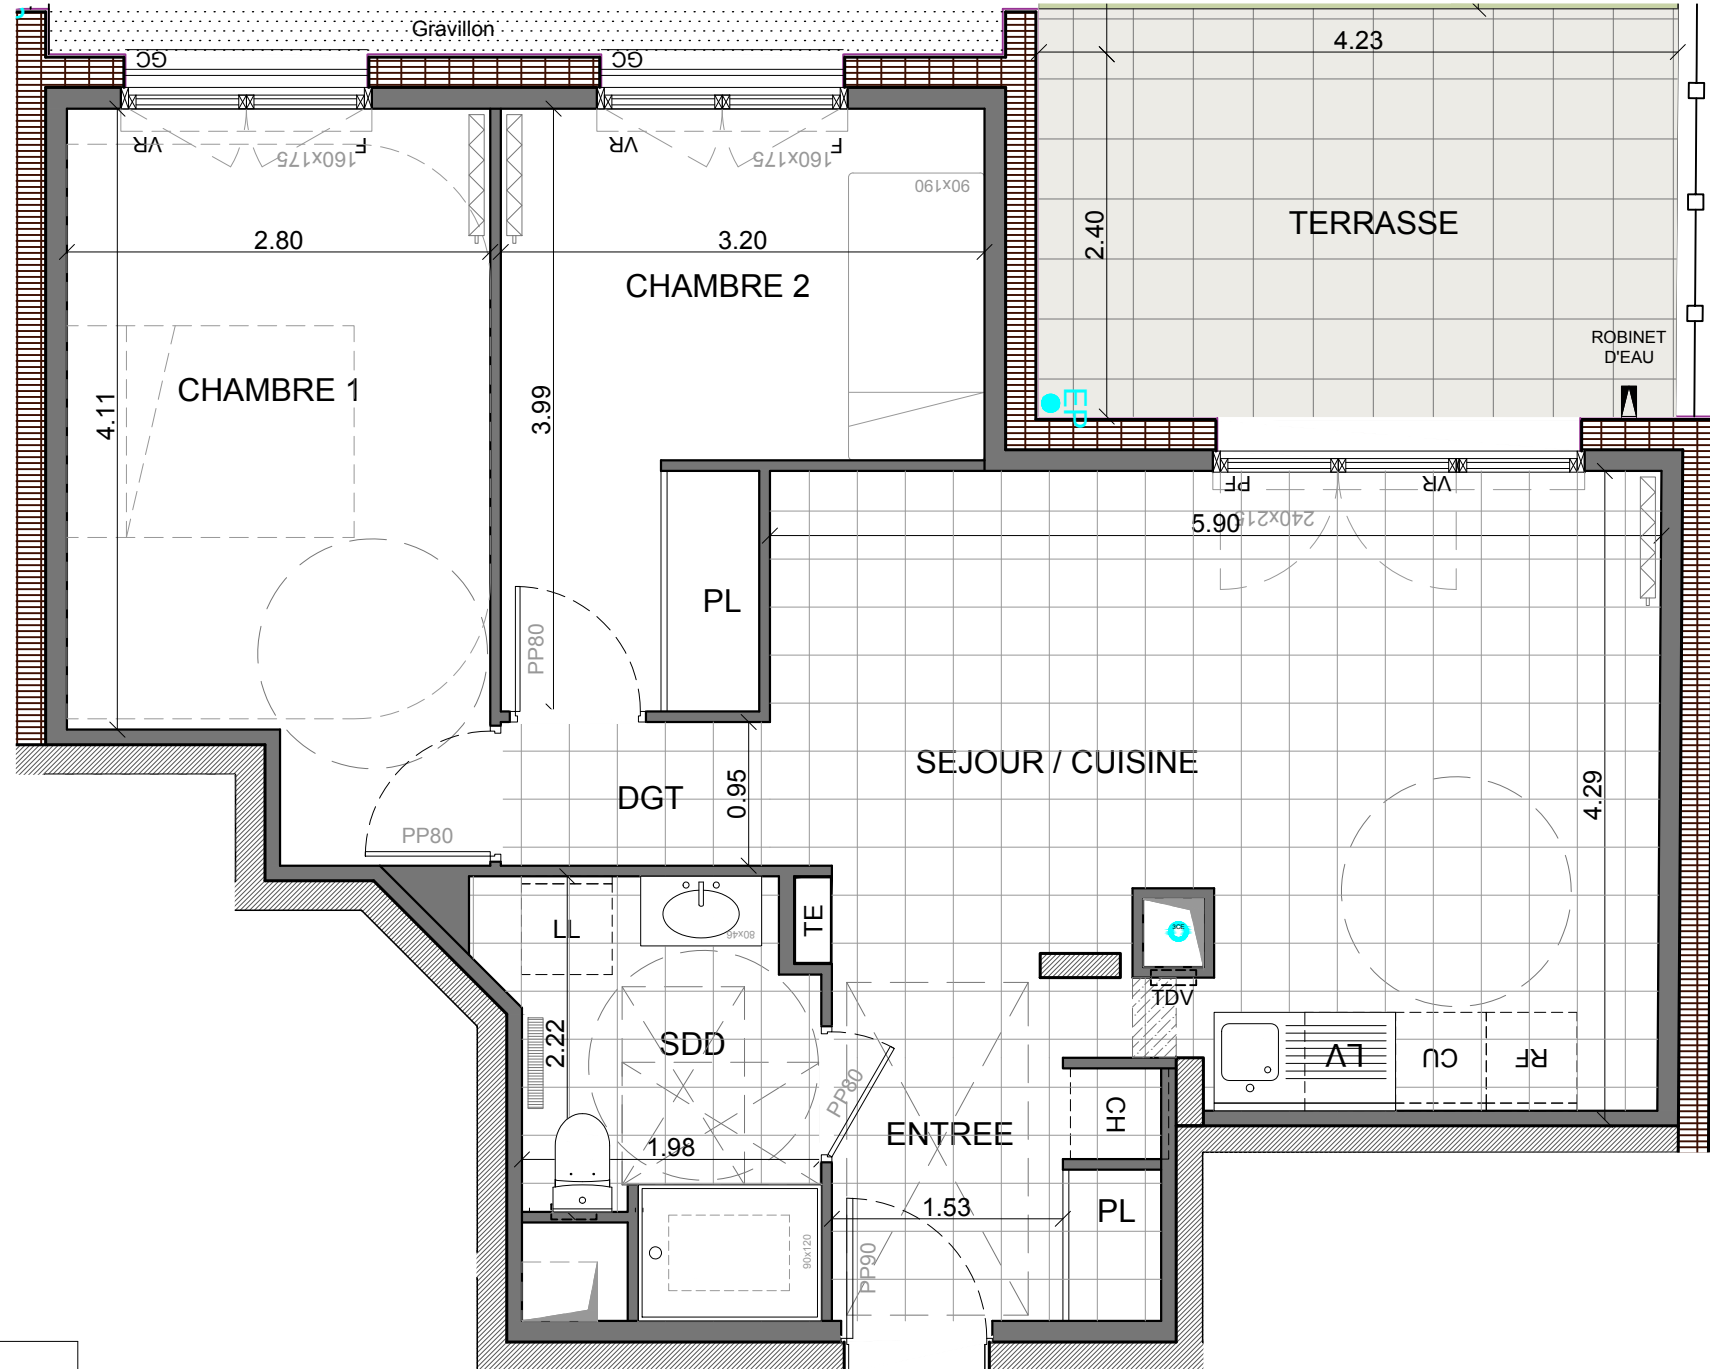 Gravillon
GC
GC
4.23
VR
160x175
F
VR
160x175
F
90x190
2.80
3.20
2.40
TERRASSE
CHAMBRE 2
ROBINET
D'EAU
CHAMBRE 1
4.11
3.99
EP
PF
VR
240x215
5.90
PL
PP80
SEJOUR / CUISINE
DGT
0.95
4.29
PP80
LL
80x46
TE
TDV
2.22
SDD
PP80
LV
CU
RF
CH
ENTREE
1.98
1.53
PL
90x120
PP90